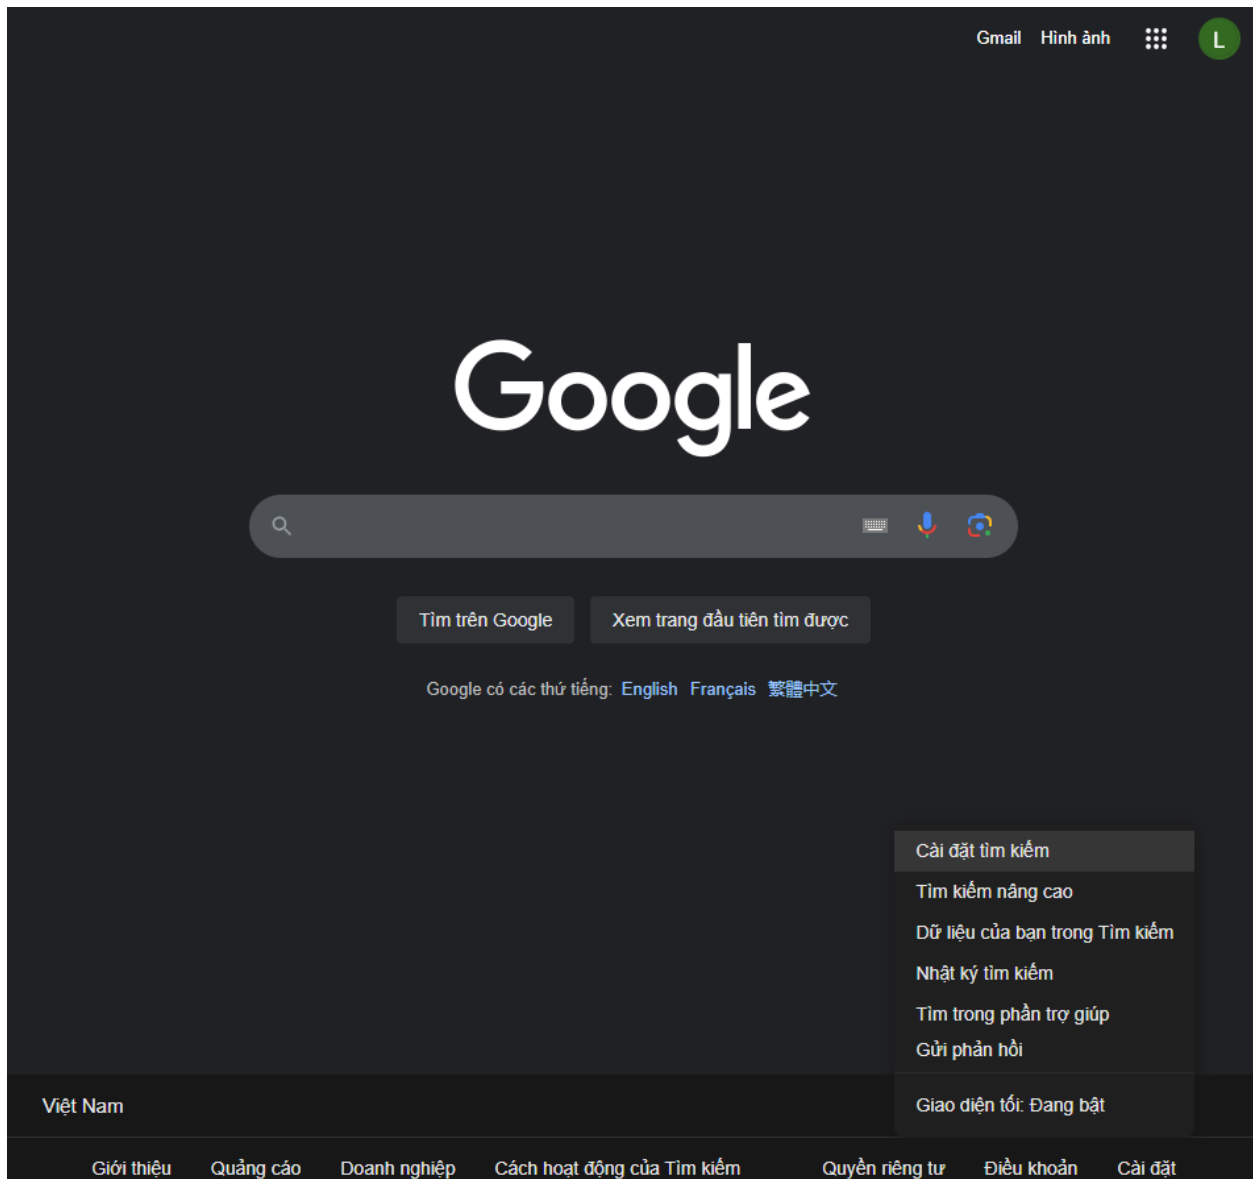 Gmail Hình ảnh
L
Google
Tìm trên Google Xem trang đầu tiên tìm được
Google có các thứ tiếng: English Français 繁體中文
Cài đặt tìm kiếm
Tìm kiếm nâng cao
Dữ liệu của bạn trong Tìm kiếm
Nhật ký tìm kiếm
Tìm trong phần trợ giúp
Gửi phản hồi
Việt Nam
Giao diện tối: Đang bật
Giới thiệu Quảng cáo Doanh nghiệp Cách hoạt động của Tìm kiếm Quyền riêng tư Điều khoản Cài đặt